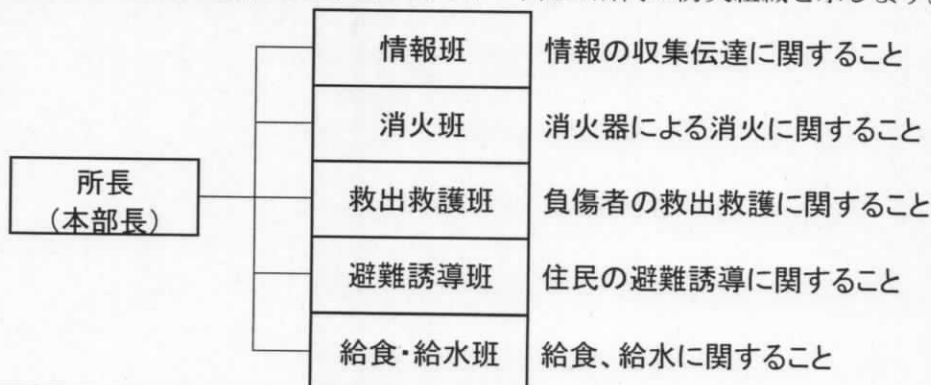 情報班 情報の収集伝達に関すること
消火班 消火器による消火に関すること
所長
(本部長)
救出救護班 負傷者の救出救護に関すること
避難誘導班 住民の避難誘導に関すること
給食・給水班 給食、給水に関すること